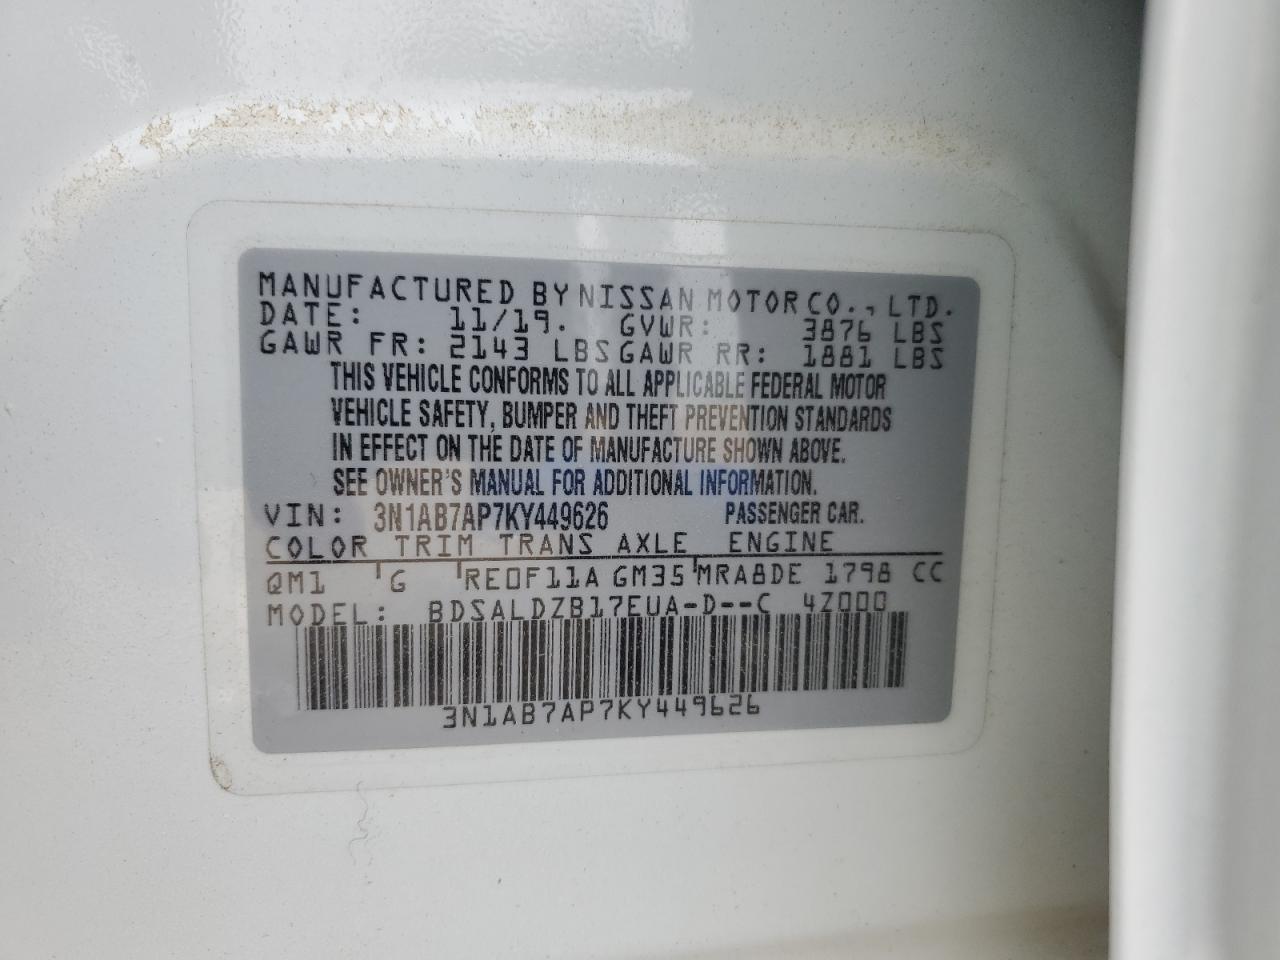 MANUFACTURED BY NISSAN MOTOR CO., LTD.
DATE: 11/19. GVWR: 3876 LBS
GAWR FR: 2143 LBS GAWR RR: 1881 LBS
THIS VEHICLE CONFORMS TO ALL APPLICABLE FEDERAL MOTOR
VEHICLE SAFETY, BUMPER AND THEFT PREVENTION STANDARDS
IN EFFECT ON THE DATE OF MANUFACTURE SHOWN ABOVE.
SEE OWNER'S MANUAL FOR ADDITIONAL INFORMATION.
VIN: 3N1AB7AP7KY449626 PASSENGER CAR.
COLOR TRIM TRANS AXLE ENGINE
QM1 G RE0F11A GM35 MRA8DE 1798 CC
MODEL: BDSALDZB17EUA-D--C 4Z000
3N1AB7AP7KY449626